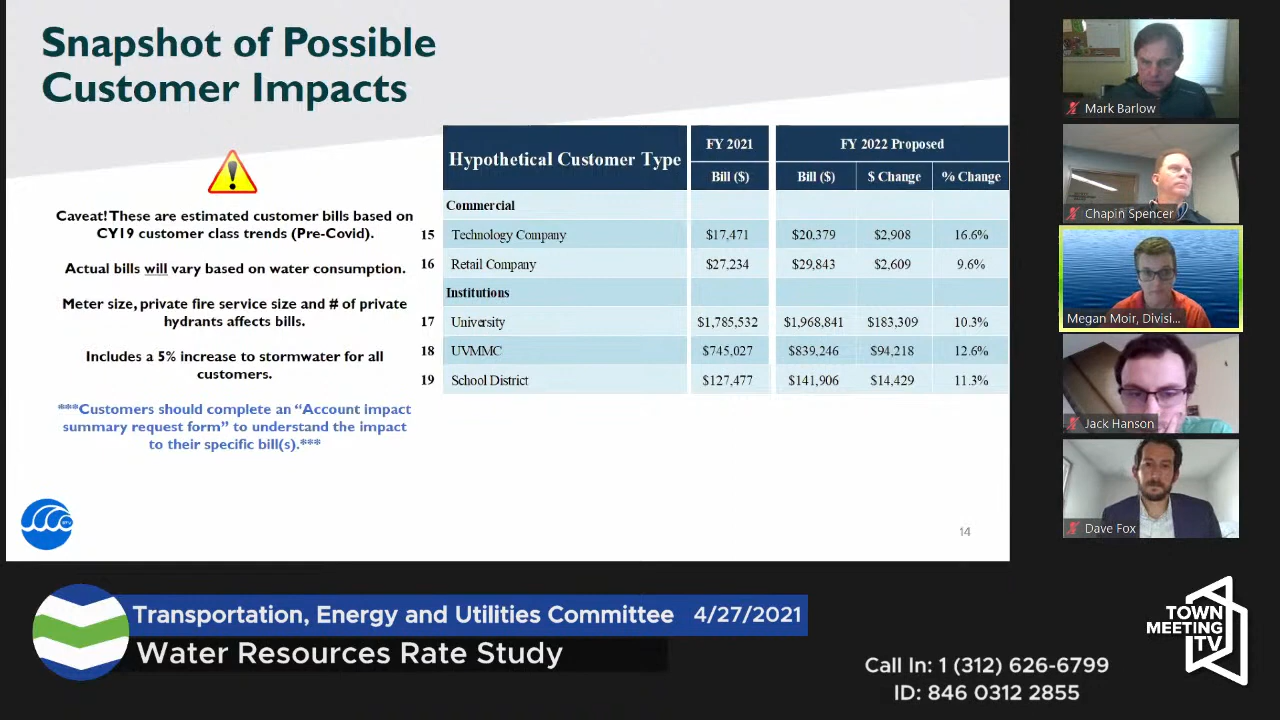 Snapshot of Possible
Customer Impacts
Caveat! These are estimated customer bills based on
CY19 customer class trends (Pre-Covid).
Actual bills will vary based on water consumption.
Meter size, private fire service size and # of private
hydrants affects bills.
Includes a 5% increase to stormwater for all
customers.
***Customers should complete an “Account impact
summary request form” to understand the impact
to their specific bill(s).***
Hypothetical Customer Type FY 2021 FY 2022 Proposed
Bill ($) Bill ($) $ Change % Change
Commercial
15 Technology Company $17,471 $20,379 $2,908 16.6%
16 Retail Company $27,234 $29,843 $2,609 9.6%
Institutions
17 University $1,785,532 $1,968,841 $183,309 10.3%
18 UVMMC $745,027 $839,246 $94,218 12.6%
19 School District $127,477 $141,906 $14,429 11.3%
14
Mark Barlow
Chapin Spencer
Megan Moir, Divisi...
Jack Hanson
Dave Fox
Transportation, Energy and Utilities Committee 4/27/2021
Water Resources Rate Study
Call In: 1 (312) 626-6799
ID: 846 0312 2855
TOWN
MEETING
TV